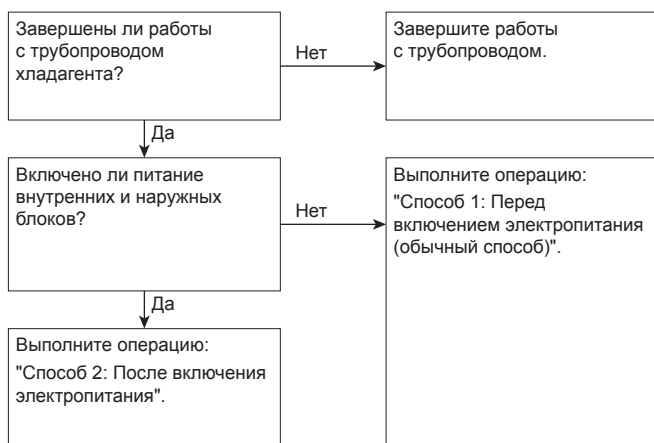 Завершены ли работы
с трубопроводом
хладагента?
Нет
Завершите работы
с трубопроводом.
Да
Включено ли питание
внутренних и наружных
блоков?
Нет
Выполните операцию:
"Способ 1: Перед
включением электропитания
(обычный способ)".
Да
Выполните операцию:
"Способ 2: После включения
электропитания".